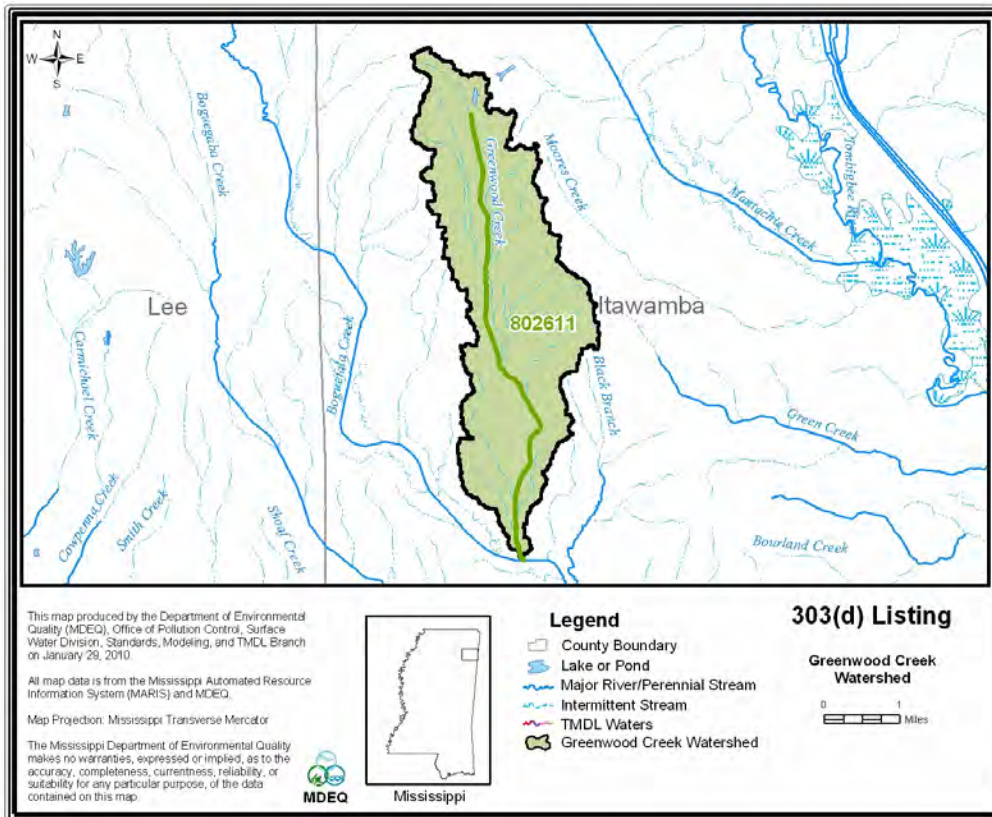 N
W E
S
Boguegaba Creek
Greenwood Creek
Moores Creek
Tombigbee Ri
Mantachie Creek
Lee
Itawamba
802611
Boguefala Creek
Carmichael Creek
Black Branch
Green Creek
Cowpenna Creek
Smith Creek
Shoaf Creek
Bourland Creek
This map produced by the Department of Environmental
Quality (MDEQ), Office of Pollution Control, Surface
Water Division, Standards, Modeling, and TMDL Branch
on January 29, 2010.
All map data is from the Mississippi Automated Resource
Information System (MARIS) and MDEQ.
Map Projection: Mississippi Transverse Mercator
The Mississippi Department of Environmental Quality
makes no warranties, expressed or implied, as to the
accuracy, completeness, currentness, reliability, or
suitability for any particular purpose, of the data
contained on this map.
MDEQ
Mississippi
Legend
County Boundary
Lake or Pond
Major River/Perennial Stream
Intermittent Stream
TMDL Waters
Greenwood Creek Watershed
303(d) Listing
Greenwood Creek
Watershed
0 1
Miles